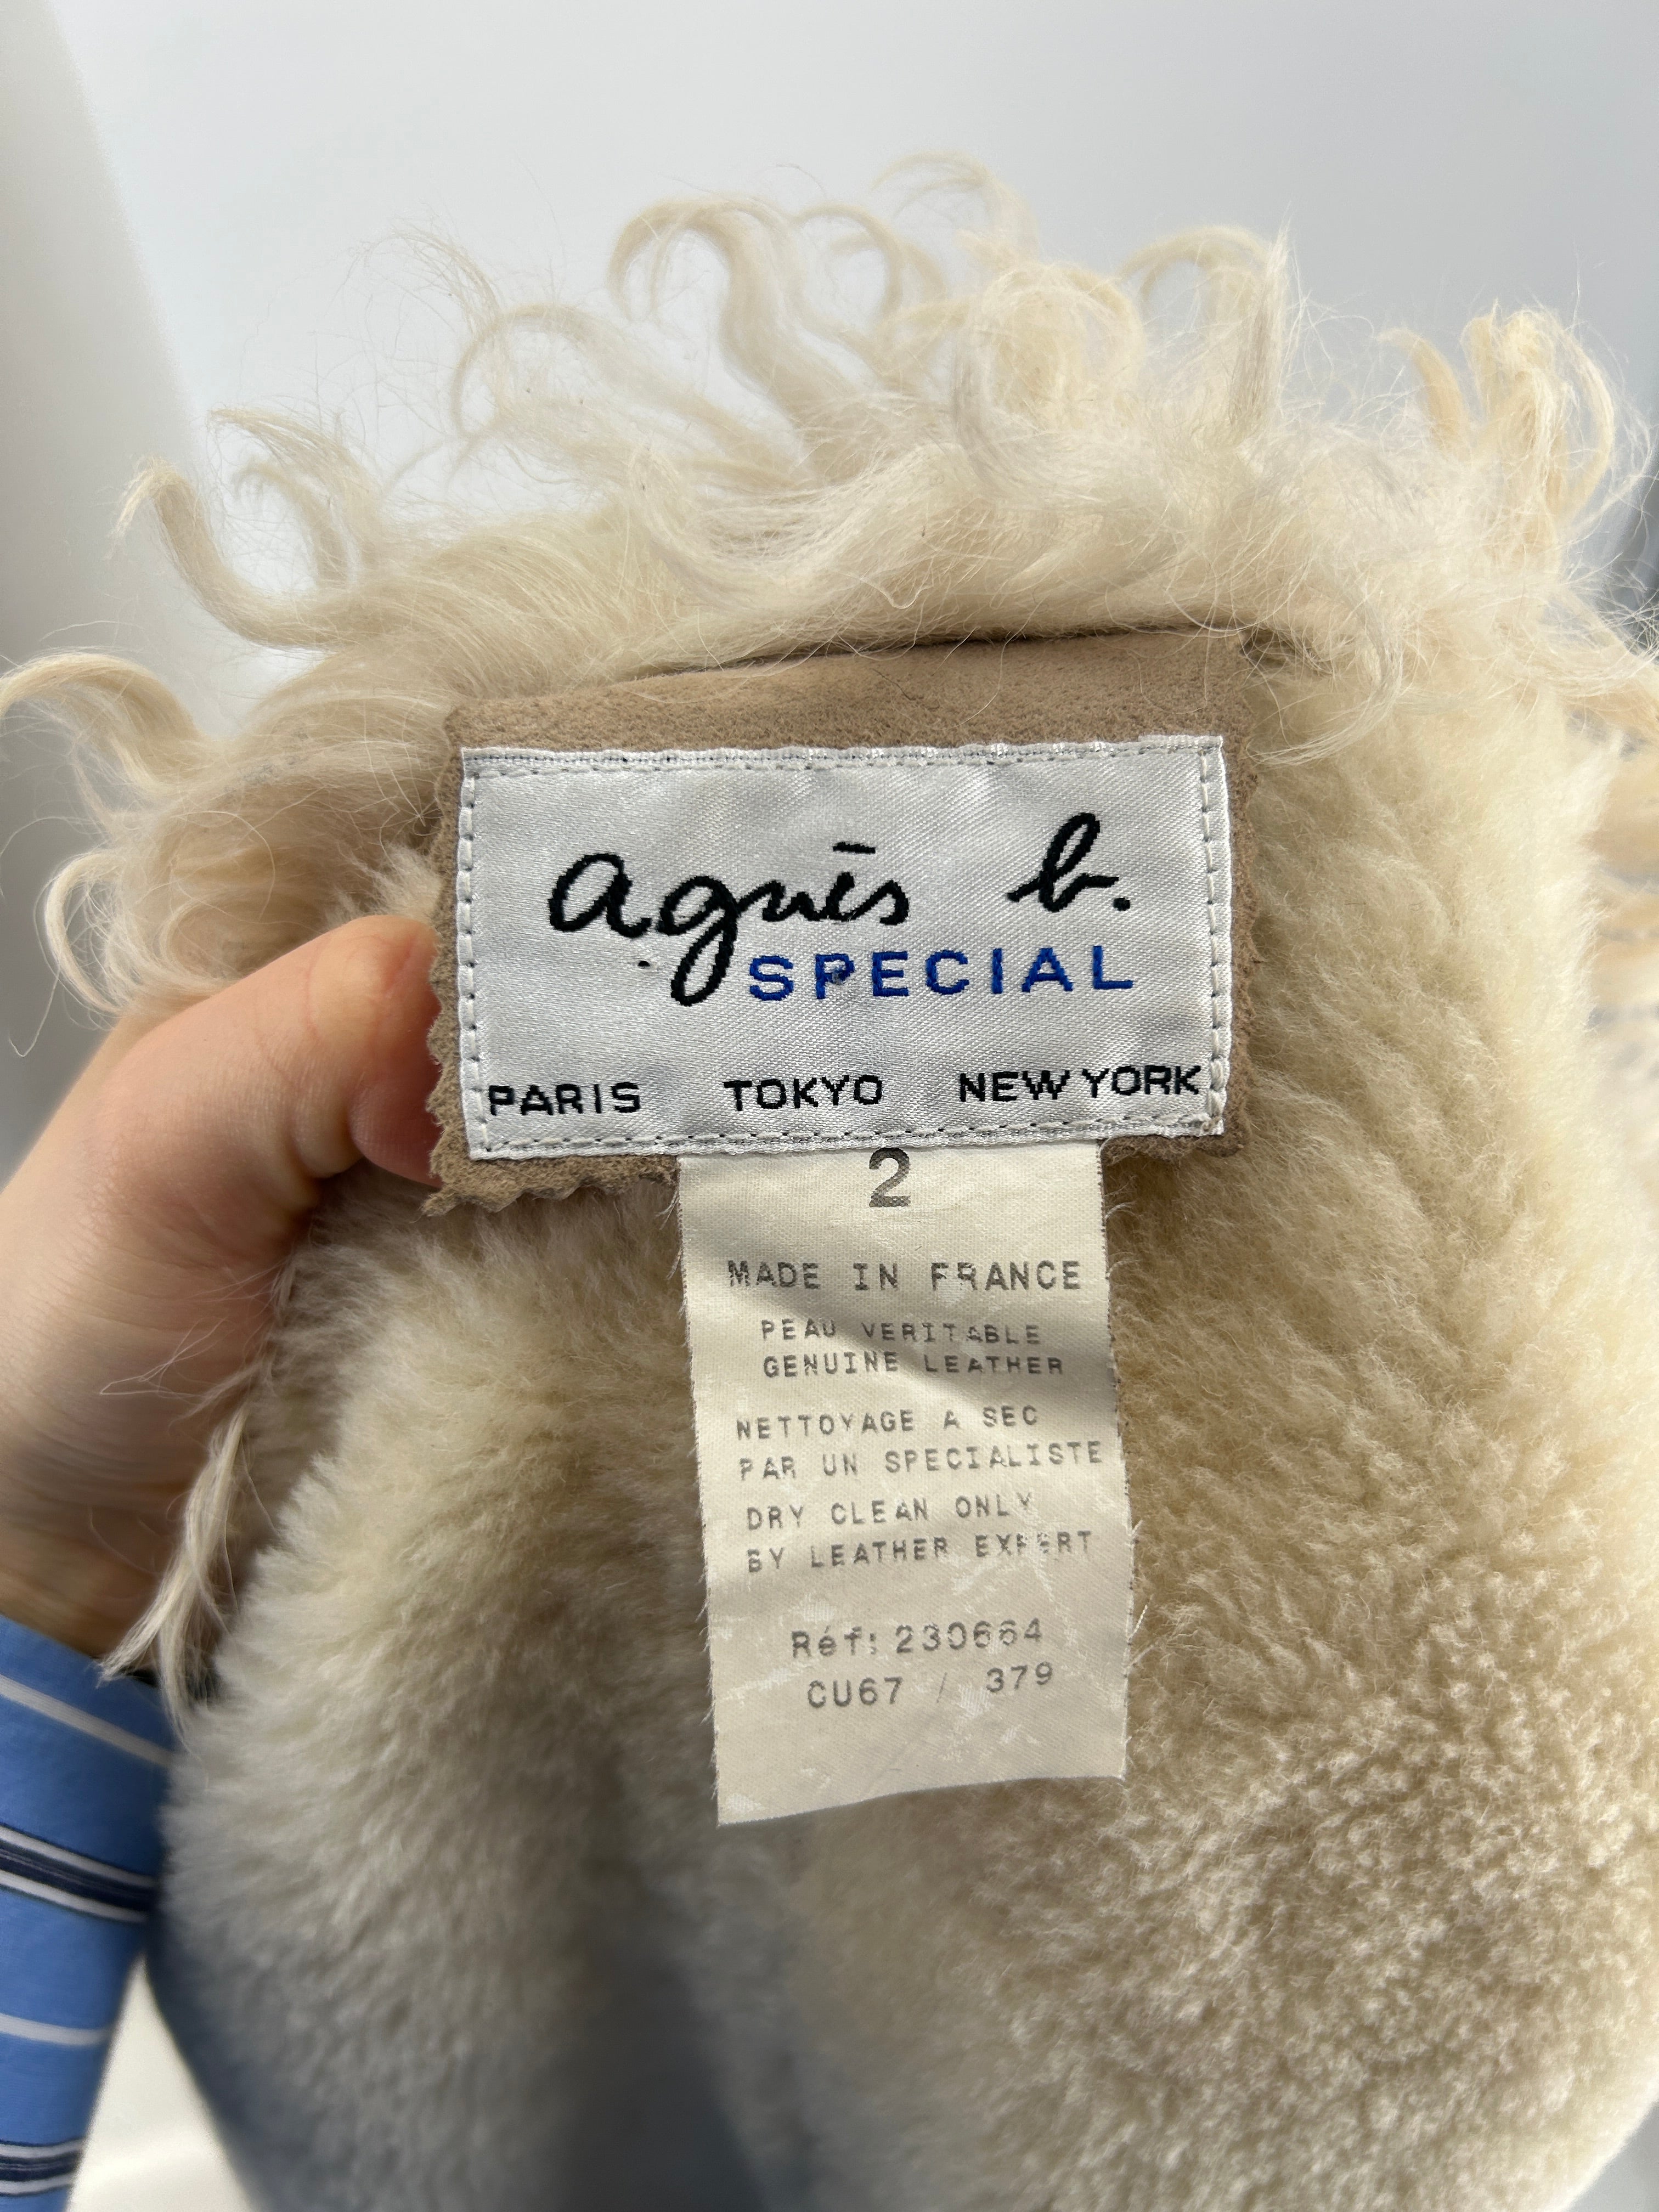 agnès b.
SPECIAL
PARIS TOKYO NEW YORK
2
MADE IN FRANCE
PEAU VERITABLE
GENUINE LEATHER
NETTOYAGE A SEC
PAR UN SPECIALISTE
DRY CLEAN ONLY
BY LEATHER EXPERT
Réf: 230664
CU67 / 379